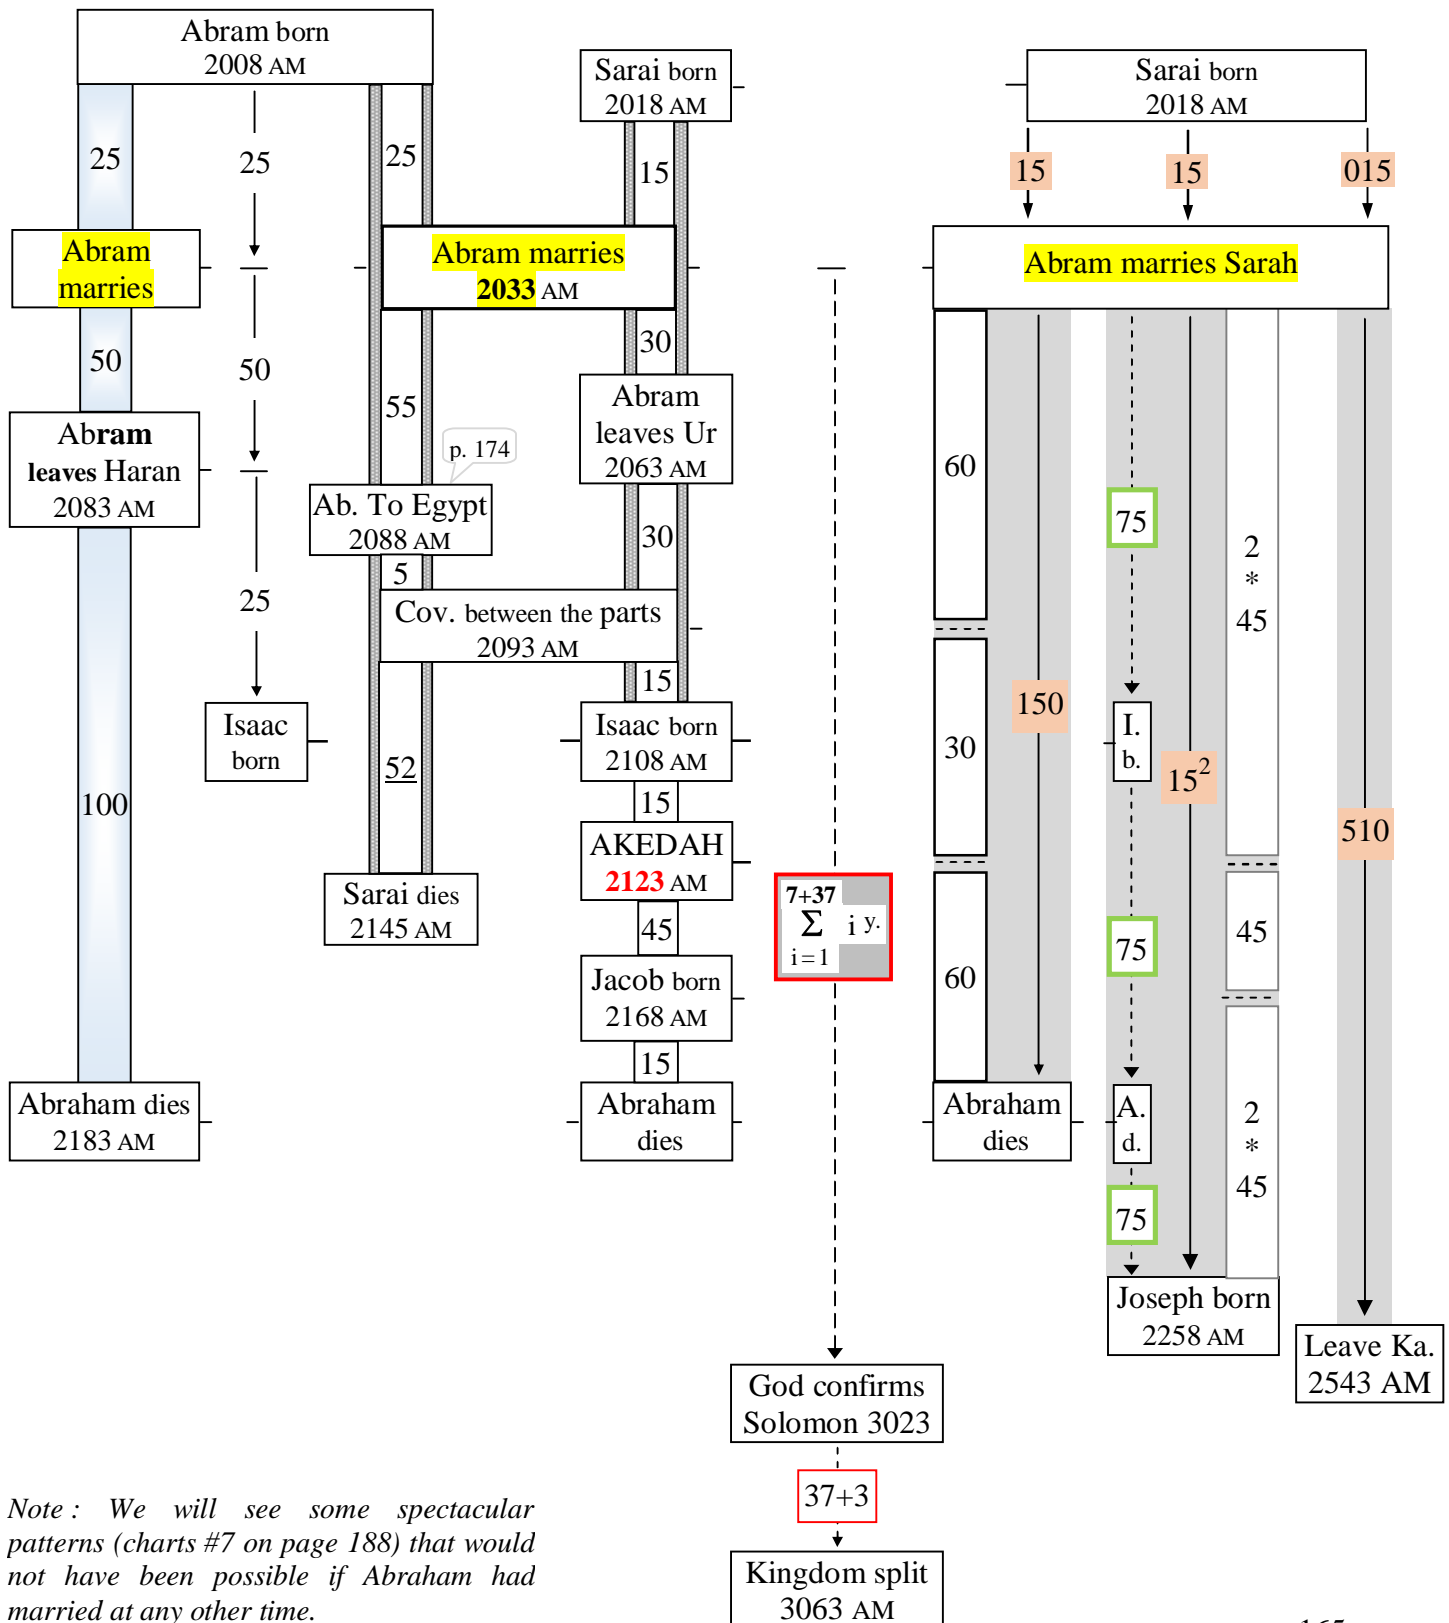 Abram born
2008 AM
25
Abram
marries
50
Abram
leaves Haran
2083 AM
100
Abraham dies
2183 AM
25
50
25
Isaac
born
25
Abram marries
2033 AM
55
p. 174
Ab. To Egypt
2088 AM
5
Cov. between the parts
2093 AM
52
Sarai dies
2145 AM
Sarai born
2018 AM
15
30
Abram
leaves Ur
2063 AM
30
15
Isaac born
2108 AM
15
AKEDAH
2123 AM
45
Jacob born
2168 AM
15
Abraham
dies
7+37
Σ i y.
i = 1
God confirms
Solomon 3023
37+3
Kingdom split
3063 AM
Sarai born
2018 AM
15
15
015
Abram marries Sarah
60
30
60
150
Abraham
dies
75
I.
b.
75
A.
d.
75
15²
2
*
45
45
2
*
45
Joseph born
2258 AM
510
Leave Ka.
2543 AM
Note : We will see some spectacular
patterns (charts #7 on page 188) that would
not have been possible if Abraham had
married at any other time.
165